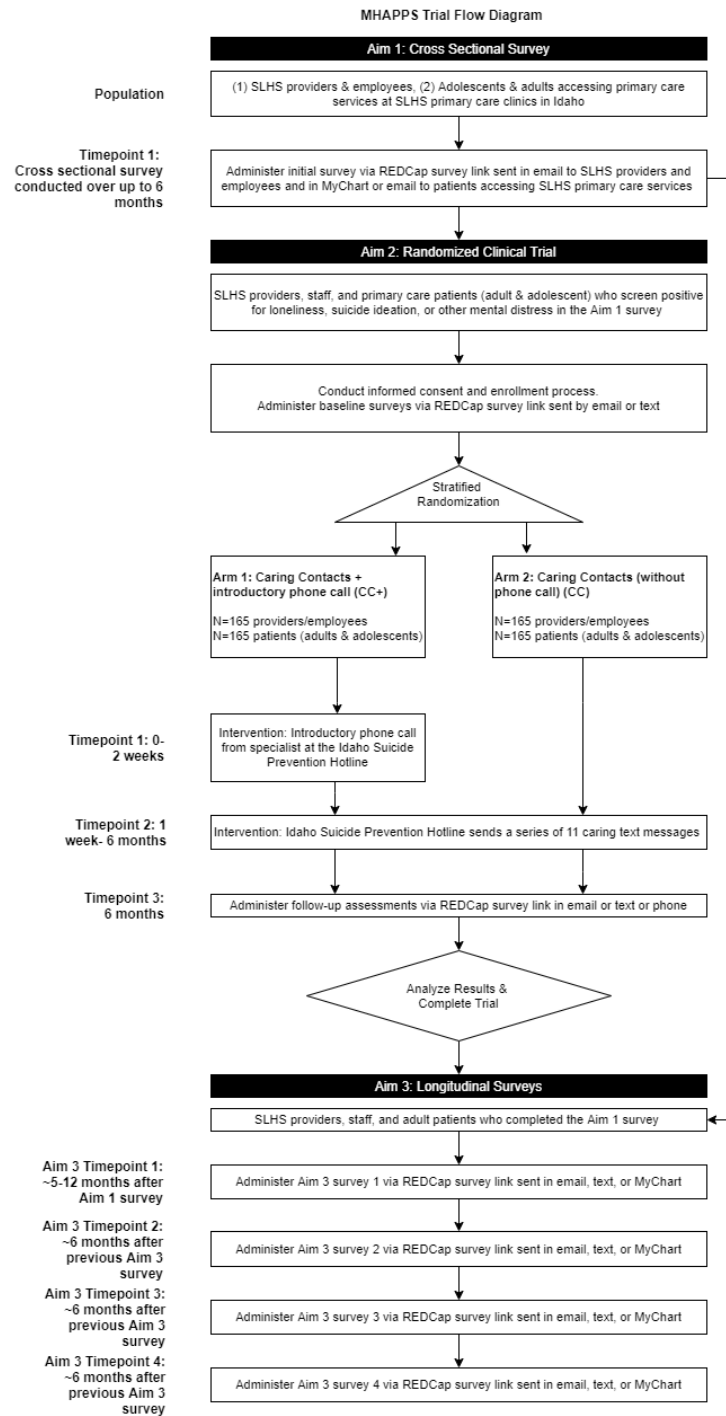 MHAPPS Trial Flow Diagram
Aim 1: Cross Sectional Survey
Population
(1) SLHS providers & employees, (2) Adolescents & adults accessing primary care
services at SLHS primary care clinics in Idaho
Timepoint 1:
Cross sectional survey
conducted over up to 6
months
Administer initial survey via REDCap survey link sent in email to SLHS providers and
employees and in MyChart or email to patients accessing SLHS primary care services
Aim 2: Randomized Clinical Trial
SLHS providers, staff, and primary care patients (adult & adolescent) who screen positive
for loneliness, suicide ideation, or other mental distress in the Aim 1 survey
Conduct informed consent and enrollment process.
Administer baseline surveys via REDCap survey link sent by email or text
Stratified
Randomization
Arm 1: Caring Contacts +
introductory phone call (CC+)
N=165 providers/employees
N=165 patients (adults & adolescents)
Arm 2: Caring Contacts (without
phone call) (CC)
N=165 providers/employees
N=165 patients (adults & adolescents)
Timepoint 1: 0-
2 weeks
Intervention: Introductory phone call
from specialist at the Idaho Suicide
Prevention Hotline
Timepoint 2: 1
week- 6 months
Intervention: Idaho Suicide Prevention Hotline sends a series of 11 caring text messages
Timepoint 3:
6 months
Administer follow-up assessments via REDCap survey link in email or text or phone
Analyze Results &
Complete Trial
Aim 3: Longitudinal Surveys
SLHS providers, staff, and adult patients who completed the Aim 1 survey
Aim 3 Timepoint 1:
~5-12 months after
Aim 1 survey
Administer Aim 3 survey 1 via REDCap survey link sent in email, text, or MyChart
Aim 3 Timepoint 2:
~6 months after
previous Aim 3
survey
Administer Aim 3 survey 2 via REDCap survey link sent in email, text, or MyChart
Aim 3 Timepoint 3:
~6 months after
previous Aim 3
survey
Administer Aim 3 survey 3 via REDCap survey link sent in email, text, or MyChart
Aim 3 Timepoint 4:
~6 months after
previous Aim 3
survey
Administer Aim 3 survey 4 via REDCap survey link sent in email, text, or MyChart